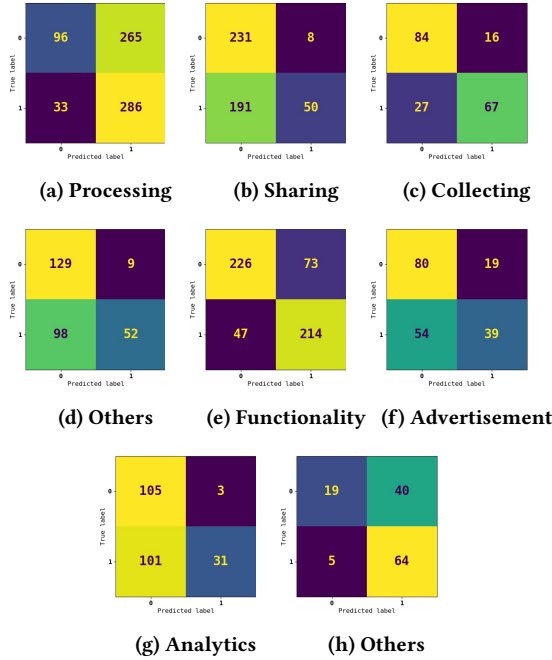 0 96 265 0 231 8 0 84 16
True label True label True label
1 33 286 1 191 50 1 27 67
0 1 0 1 0 1
Predicted label Predicted label Predicted label
(a) Processing (b) Sharing (c) Collecting
0 129 9 0 226 73 0 80 19
True label True label True label
1 98 52 1 47 214 1 54 39
0 1 0 1 0 1
Predicted label Predicted label Predicted label
(d) Others (e) Functionality (f) Advertisement
0 105 3 0 19 40
True label True label
1 101 31 1 5 64
0 1 0 1
Predicted label Predicted label
(g) Analytics (h) Others